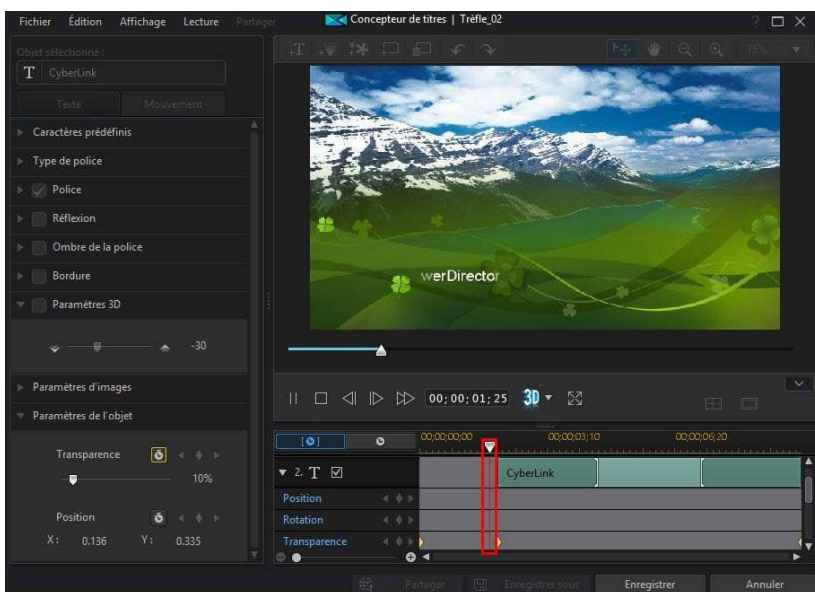 Fichier Édition Affichage Lecture Partager
Concepteur de titres | Trèfle_02
Objet sélectionné :
T CyberLink
Texte Mouvement
Caractères prédéfinis
Type de police
Police
Réflexion
Ombre de la police
Bordure
Paramètres 3D
-30
Paramètres d'images
Paramètres de l'objet
Transparence
10%
Position
X : 0.136 Y : 0.335
75%
werDirector
00;00;01;25 3D
00;00;00;00 00;00;03;10 00;00;06;20
2. T CyberLink
Position
Rotation
Transparence
Partager Enregistrer sous Enregistrer Annuler